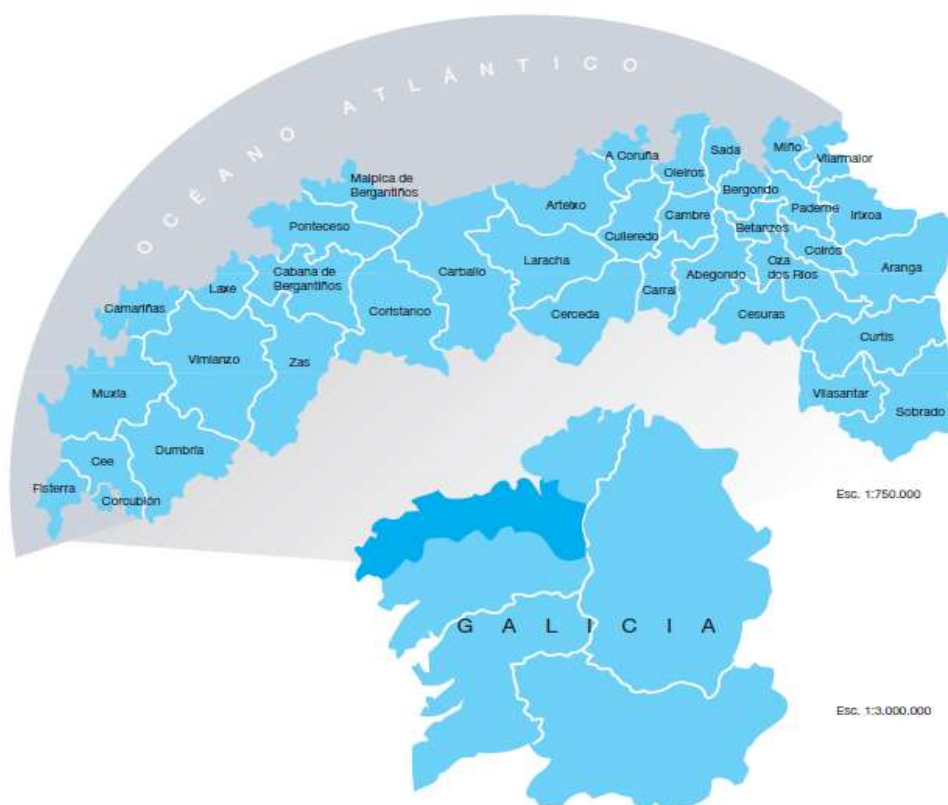 OCÉANO ATLÁNTICO
A Coruña
Sada
Miño
Vilarmaior
Oleiros
Malpica de
Bergantiños
Bergondo
Arteixo
Paderne
Irixoa
Ponteceso
Cambre
Betanzos
Culleredo
Coirós
Laracha
Carballo
Cabana de
Bergantiños
Oza
dos Ríos
Aranga
Abegondo
Laxe
Carral
Camariñas
Coristanco
Cerceda
Cesuras
Curtis
Vimianzo
Zas
Muxía
Vilasantar
Sobrado
Dumbría
Cee
Fisterra
Corcubión
Esc. 1:750.000
GALICIA
Esc. 1:3.000.000